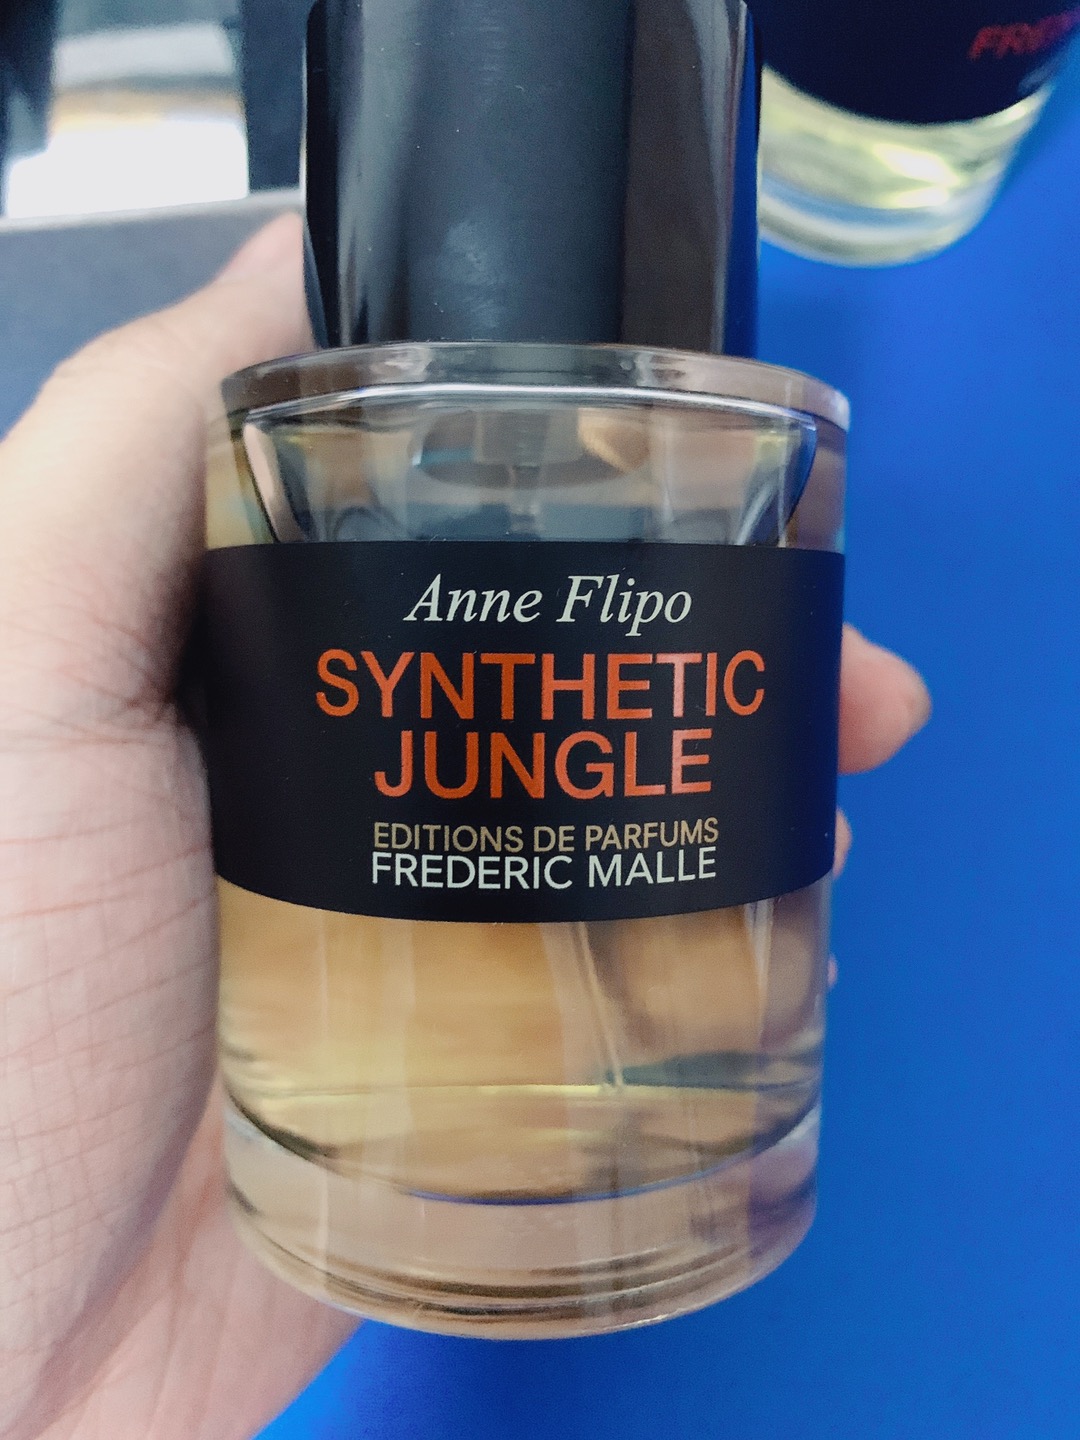 Anne Flipo
SYNTHETIC
JUNGLE
EDITIONS DE PARFUMS
FREDERIC MALLE